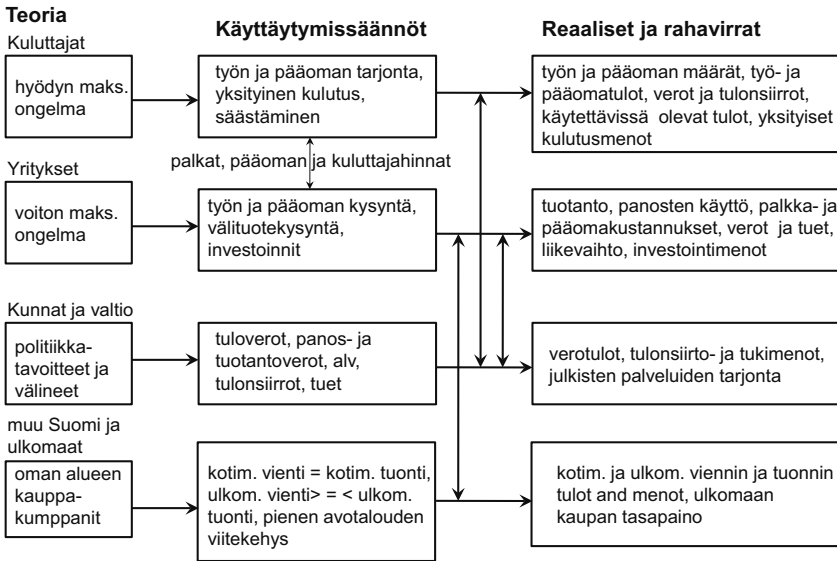 Teoria
Käyttäytymissäännöt
Reaaliset ja rahavirrat
Kuluttajat
hyödyn maks.
ongelma
työn ja pääoman tarjonta,
yksityinen kulutus,
säästäminen
työn ja pääoman määrät, työ- ja
pääomatulot, verot ja tulonsiirrot,
käytettävissä olevat tulot, yksityiset
kulutusmenot
palkat, pääoman ja kuluttajahinnat
Yritykset
voiton maks.
ongelma
työn ja pääoman kysyntä,
välituotekysyntä,
investoinnit
tuotanto, panosten käyttö, palkka- ja
pääomakustannukset, verot ja tuet,
liikevaihto, investointimenot
Kunnat ja valtio
politiikka-
tavoitteet ja
välineet
tuloverot, panos- ja
tuotantoverot, alv,
tulonsiirrot, tuet
verotulot, tulonsiirto- ja tukimenot,
julkisten palveluiden tarjonta
muu Suomi ja
ulkomaat
oman alueen
kauppa-
kumppanit
kotim. vienti = kotim. tuonti,
ulkom. vienti> = < ulkom.
tuonti, pienen avotalouden
viitekehys
kotim. ja ulkom. viennin ja tuonnin
tulot and menot, ulkomaan
kaupan tasapaino